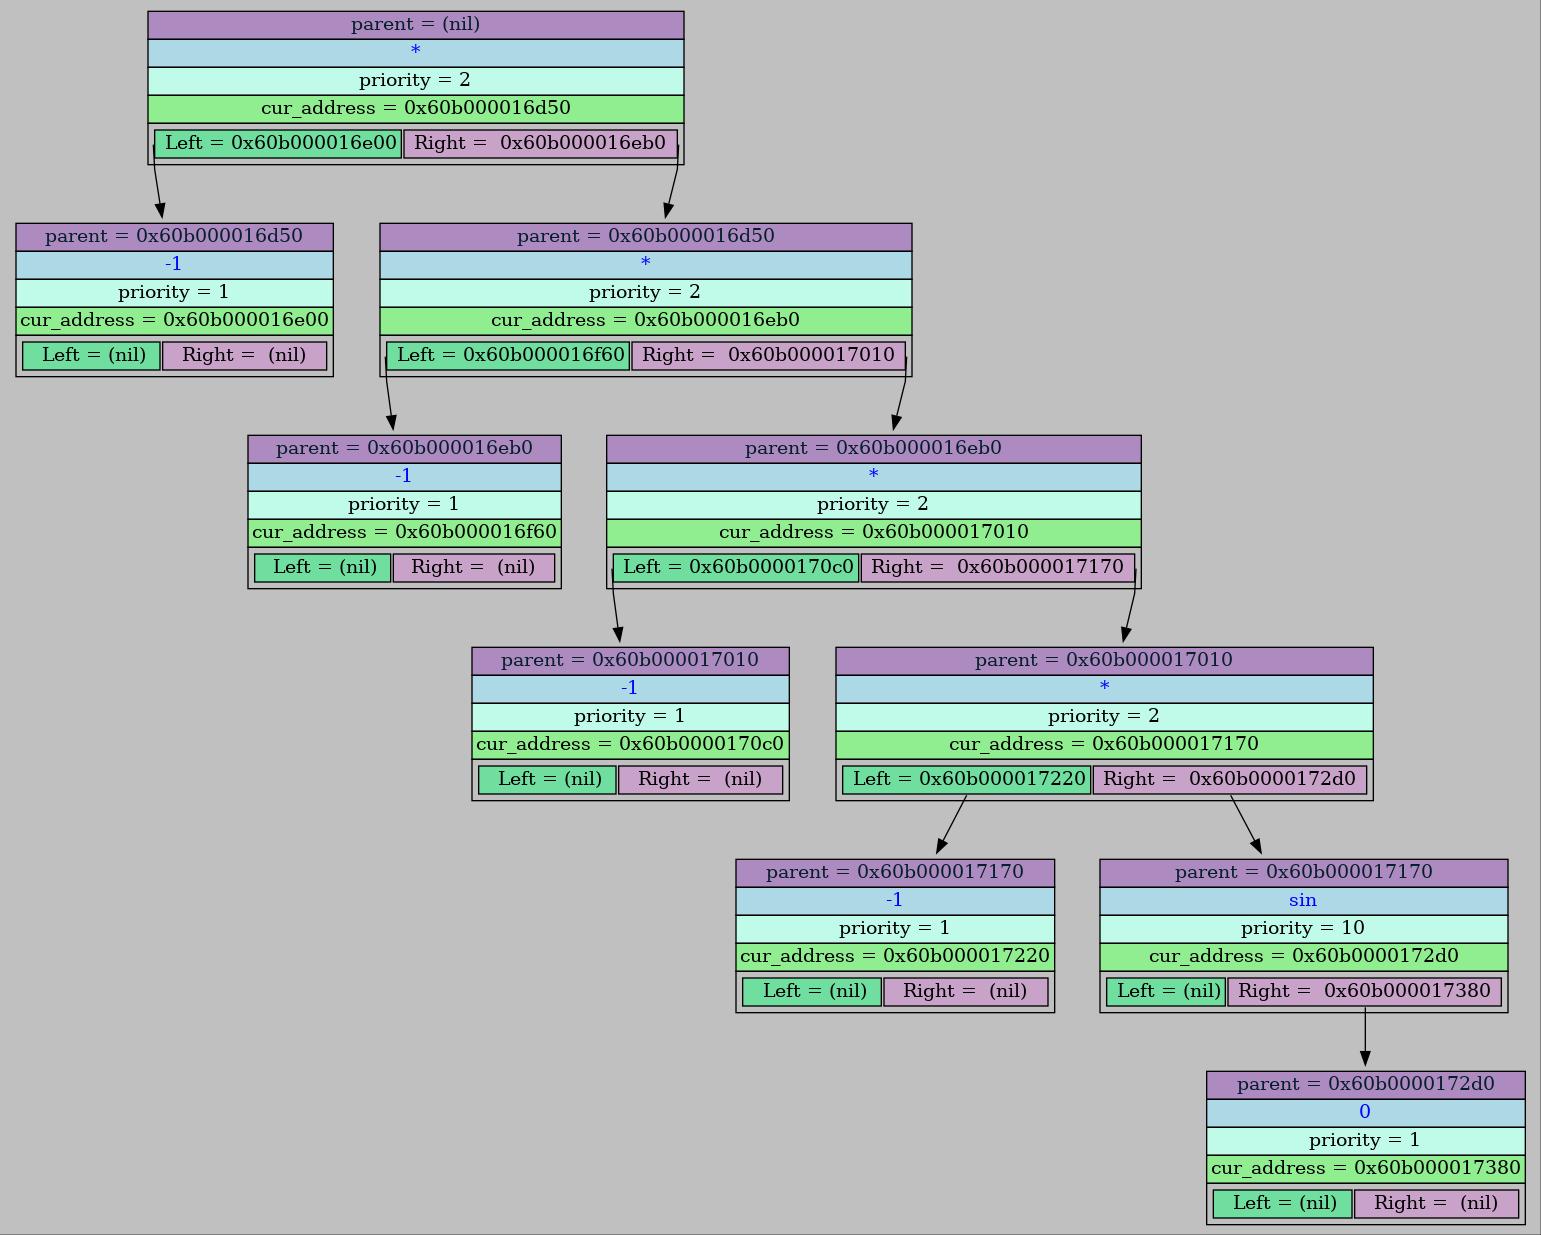 parent = (nil)
*
priority = 2
cur_address = 0x60b000016d50
Left = 0x60b000016e00 Right = 0x60b000016eb0
parent = 0x60b000016d50
-1
priority = 1
cur_address = 0x60b000016e00
Left = (nil) Right = (nil)
parent = 0x60b000016d50
*
priority = 2
cur_address = 0x60b000016eb0
Left = 0x60b000016f60 Right = 0x60b000017010
parent = 0x60b000016eb0
-1
priority = 1
cur_address = 0x60b000016f60
Left = (nil) Right = (nil)
parent = 0x60b000016eb0
*
priority = 2
cur_address = 0x60b000017010
Left = 0x60b0000170c0 Right = 0x60b000017170
parent = 0x60b000017010
-1
priority = 1
cur_address = 0x60b0000170c0
Left = (nil) Right = (nil)
parent = 0x60b000017010
*
priority = 2
cur_address = 0x60b000017170
Left = 0x60b000017220 Right = 0x60b0000172d0
parent = 0x60b000017170
-1
priority = 1
cur_address = 0x60b000017220
Left = (nil) Right = (nil)
parent = 0x60b000017170
sin
priority = 10
cur_address = 0x60b0000172d0
Left = (nil) Right = 0x60b000017380
parent = 0x60b0000172d0
0
priority = 1
cur_address = 0x60b000017380
Left = (nil) Right = (nil)